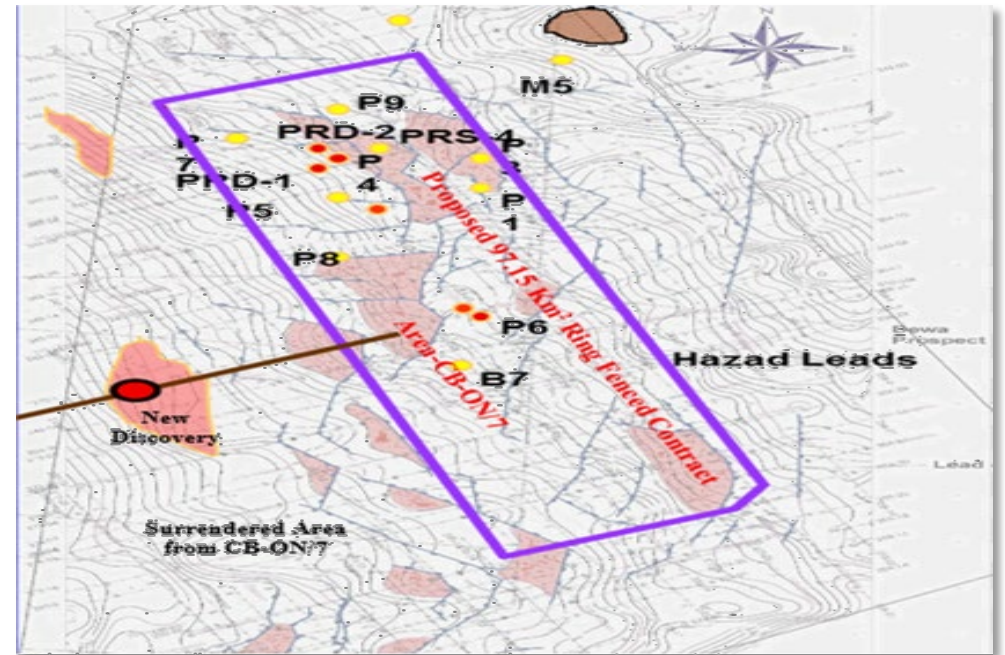 M5
P9
PRD-2
PRS-4
P
3
P
7
P
4
PRD-1
P5
P
1
P8
P6
B7
Proposed 97.15 Km² Ring Fenced Contract
Area-CB-ON/7
Hazad Leads
Bewa
Prospect
Lead
New
Discovery
Surrendered Area
from CB-ON/7